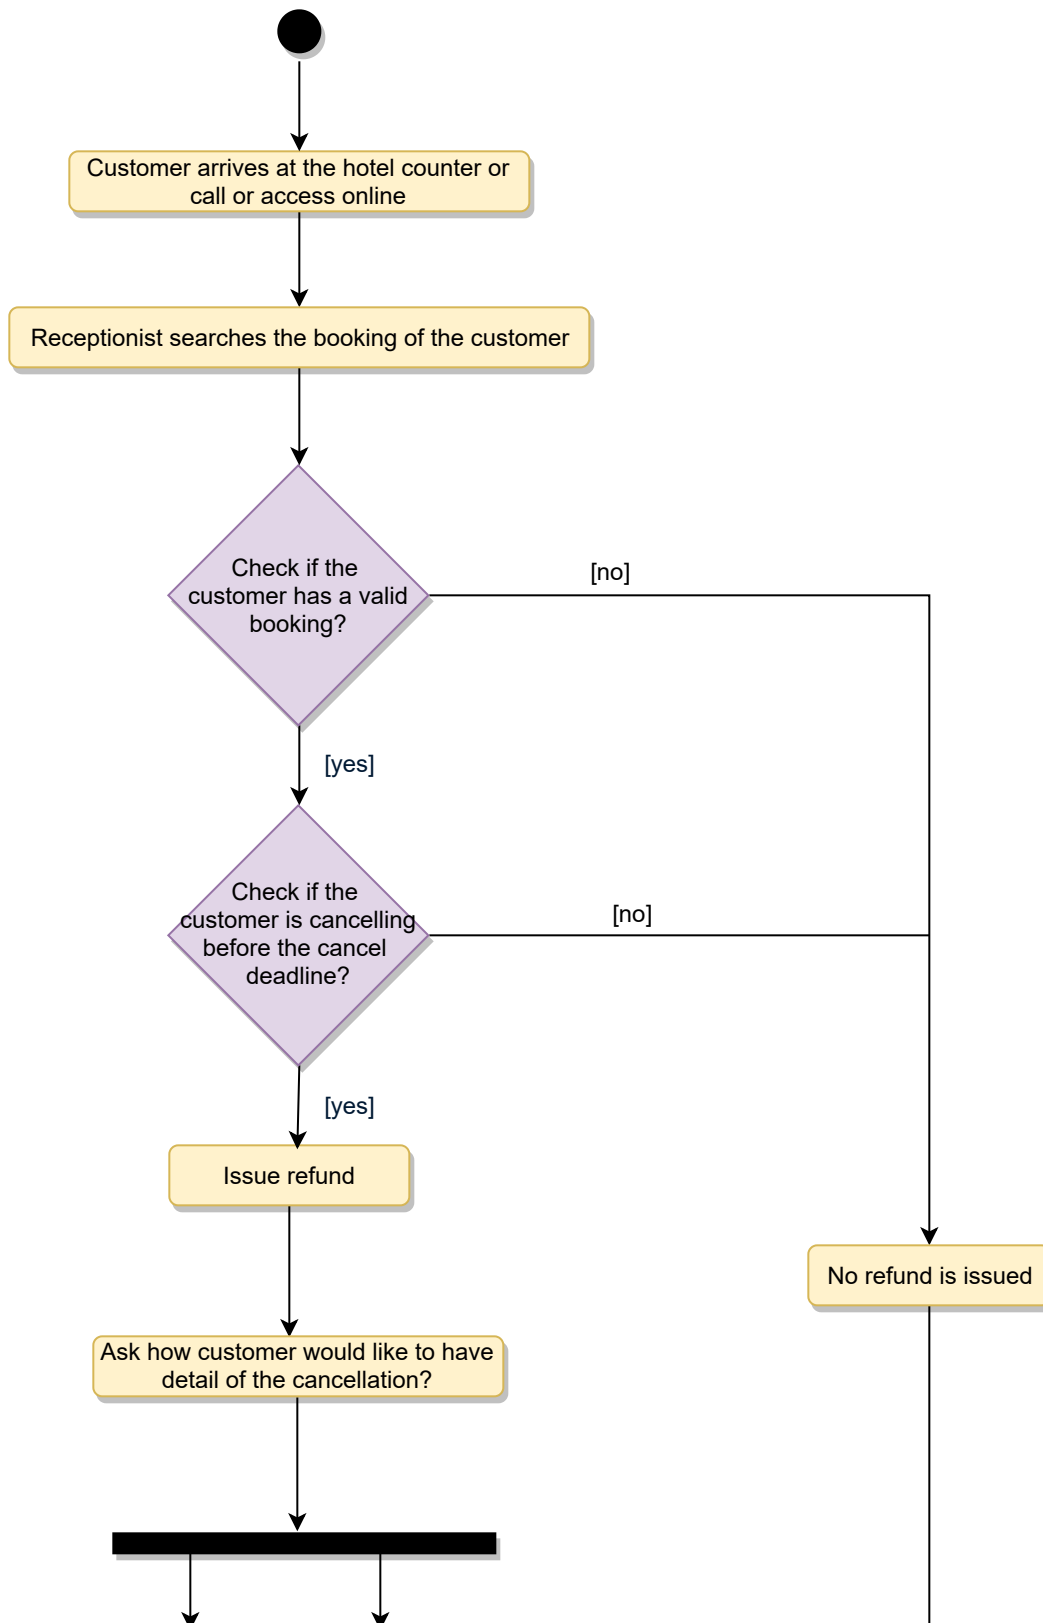 Customer arrives at the hotel counter or
call or access online
Receptionist searches the booking of the customer
Check if the
customer has a valid
booking?
[no]
[yes]
Check if the
customer is cancelling
before the cancel
deadline?
[no]
[yes]
Issue refund
No refund is issued
Ask how customer would like to have
detail of the cancellation?